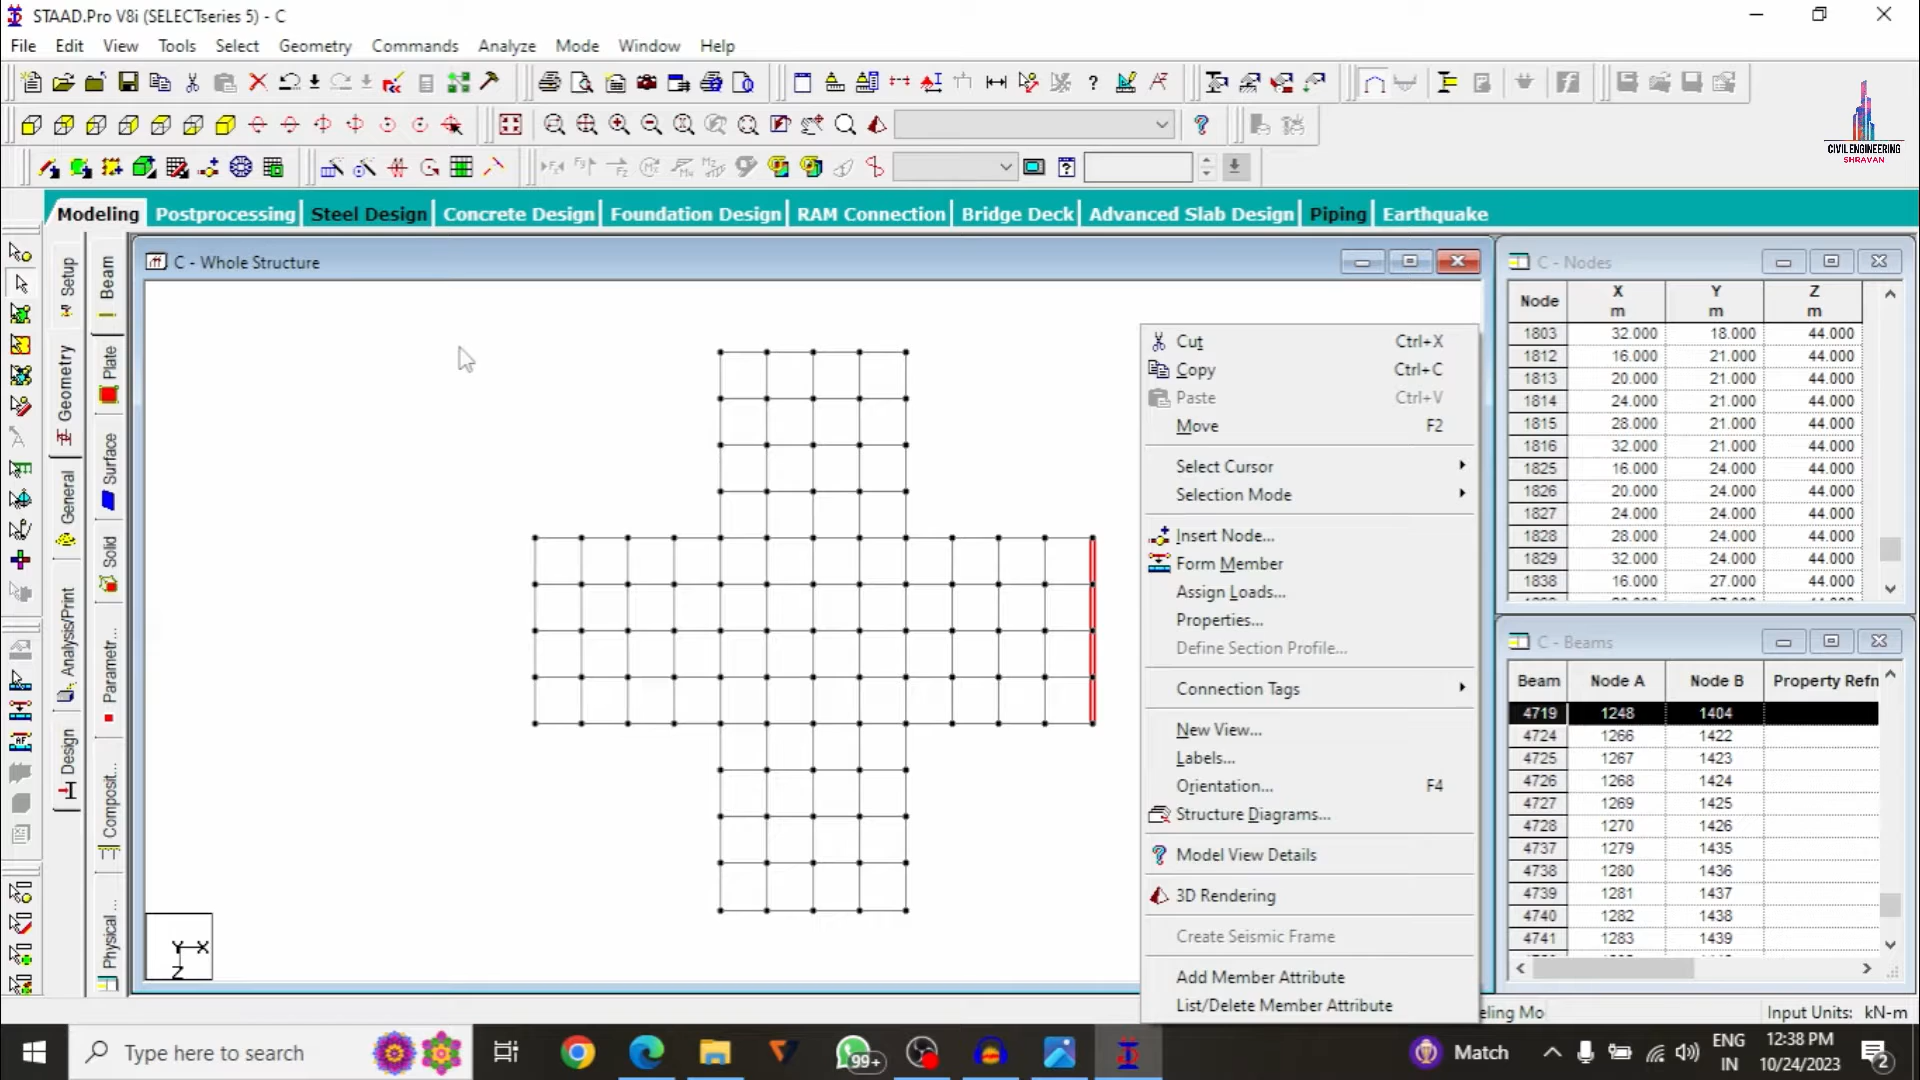 STAAD.Pro V8i (SELECTseries 5) - C
File Edit View Tools Select Geometry Commands Analyze Mode Window Help
CIVIL ENGINEERING
SHRAVAN
Modeling Postprocessing Steel Design Concrete Design Foundation Design RAM Connection Bridge Deck Advanced Slab Design Piping Earthquake
Setup
Geometry
General
Analysis/Print
Design
Beam
Plate
Surface
Solid
Parametr...
Composit...
Physical ...
C - Whole Structure
Y X
Z
Cut Ctrl+X
Copy Ctrl+C
Paste Ctrl+V
Move F2
Select Cursor
Selection Mode
Insert Node...
Form Member
Assign Loads...
Properties...
Define Section Profile...
Connection Tags
New View...
Labels...
Orientation... F4
Structure Diagrams...
Model View Details
3D Rendering
Create Seismic Frame
Add Member Attribute
List/Delete Member Attribute
C - Nodes
Node X m Y m Z m
1803 32.000 18.000 44.000
1812 16.000 21.000 44.000
1813 20.000 21.000 44.000
1814 24.000 21.000 44.000
1815 28.000 21.000 44.000
1816 32.000 21.000 44.000
1825 16.000 24.000 44.000
1826 20.000 24.000 44.000
1827 24.000 24.000 44.000
1828 28.000 24.000 44.000
1829 32.000 24.000 44.000
1838 16.000 27.000 44.000
C - Beams
Beam Node A Node B Property Refn
4719 1248 1404
4724 1266 1422
4725 1267 1423
4726 1268 1424
4727 1269 1425
4728 1270 1426
4737 1279 1435
4738 1280 1436
4739 1281 1437
4740 1282 1438
4741 1283 1439
eling Mo Input Units: kN-m
Type here to search
99+
Match
ENG
IN
12:38 PM
10/24/2023
2